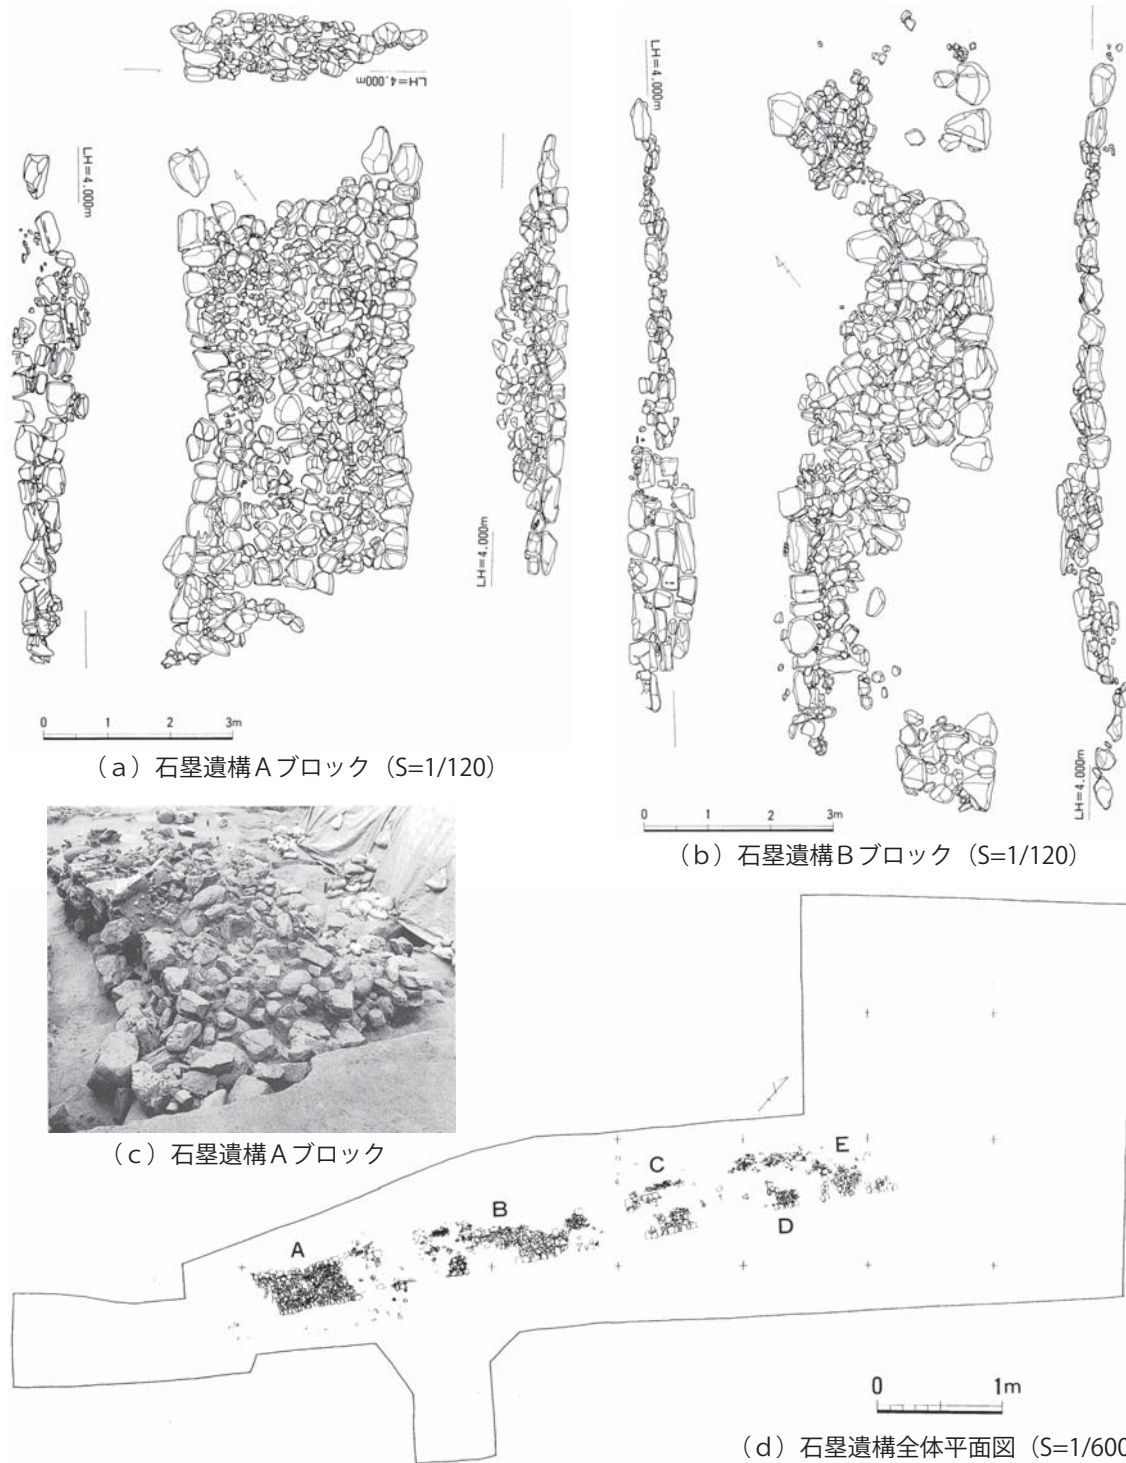 LH=4.000m
LH=4.000m
LH=4.000m
0 1 2 3m
(a)石塁遺構Aブロック(S=1/120)
LH=4.000m
LH=4.000m
0 1 2 3m
(b)石塁遺構Bブロック(S=1/120)
(c)石塁遺構Aブロック
A
B
C
D
E
0 1m
(d)石塁遺構全体平面図(S=1/600